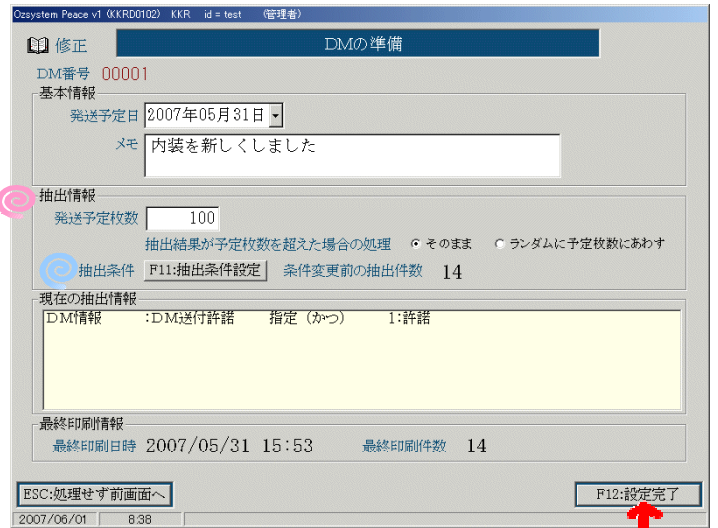 Ozsystem Peace v1 (KKRD0102) KKR id = test (管理者)
修正 DMの準備
DM番号 00001
基本情報
発送予定日 2007年05月31日
メモ 内装を新しくしました
抽出情報
発送予定枚数 100
抽出結果が予定枚数を超えた場合の処理 そのまま ランダムに予定枚数にあわす
抽出条件 F11:抽出条件設定 条件変更前の抽出件数 14
現在の抽出情報
DM情報 :DM送付許諾 指定(かつ) 1:許諾
最終印刷情報
最終印刷日時 2007/05/31 15:53 最終印刷件数 14
ESC:処理せず前画面へ F12:設定完了
2007/06/01 8:38